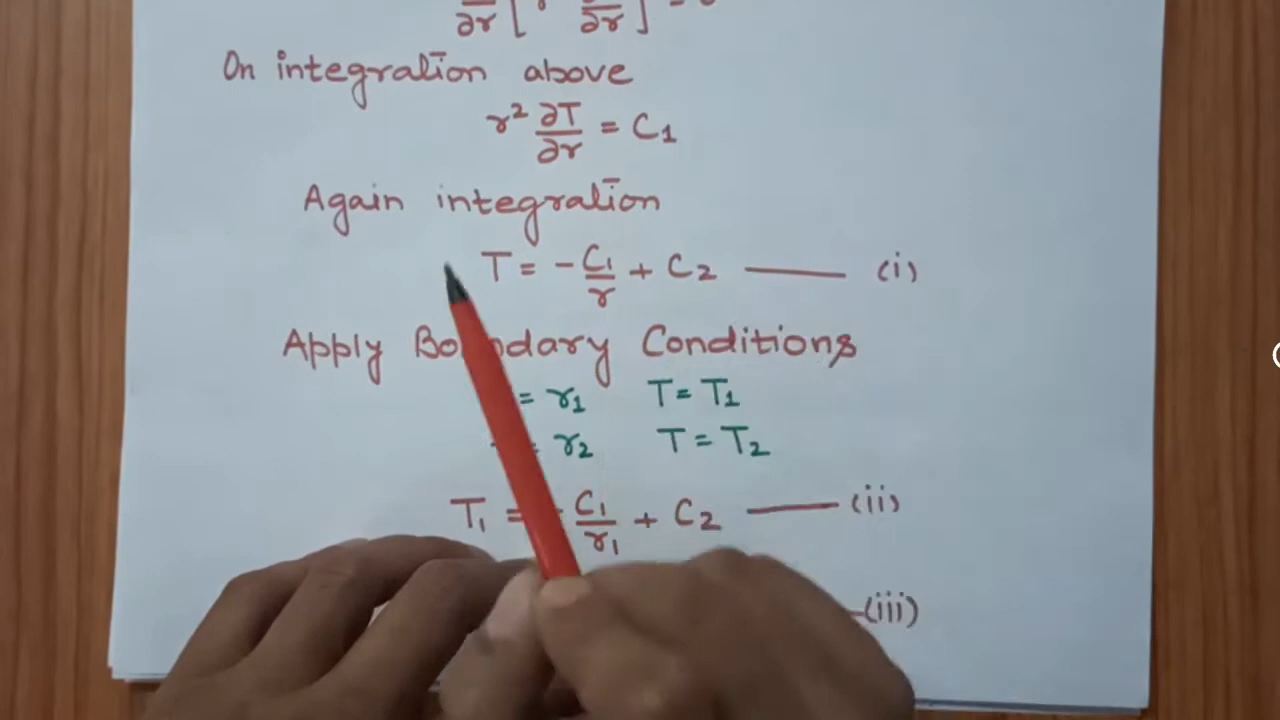 ∂r [ ∂r ]
On integration above
r² ∂T/∂r = C1
Again integration
T = - C1/r + C2 ——— (i)
Apply Boundary Conditions
= r1 T = T1
r2 T = T2
T1 = C1/r1 + C2 ——— (ii)
(iii)